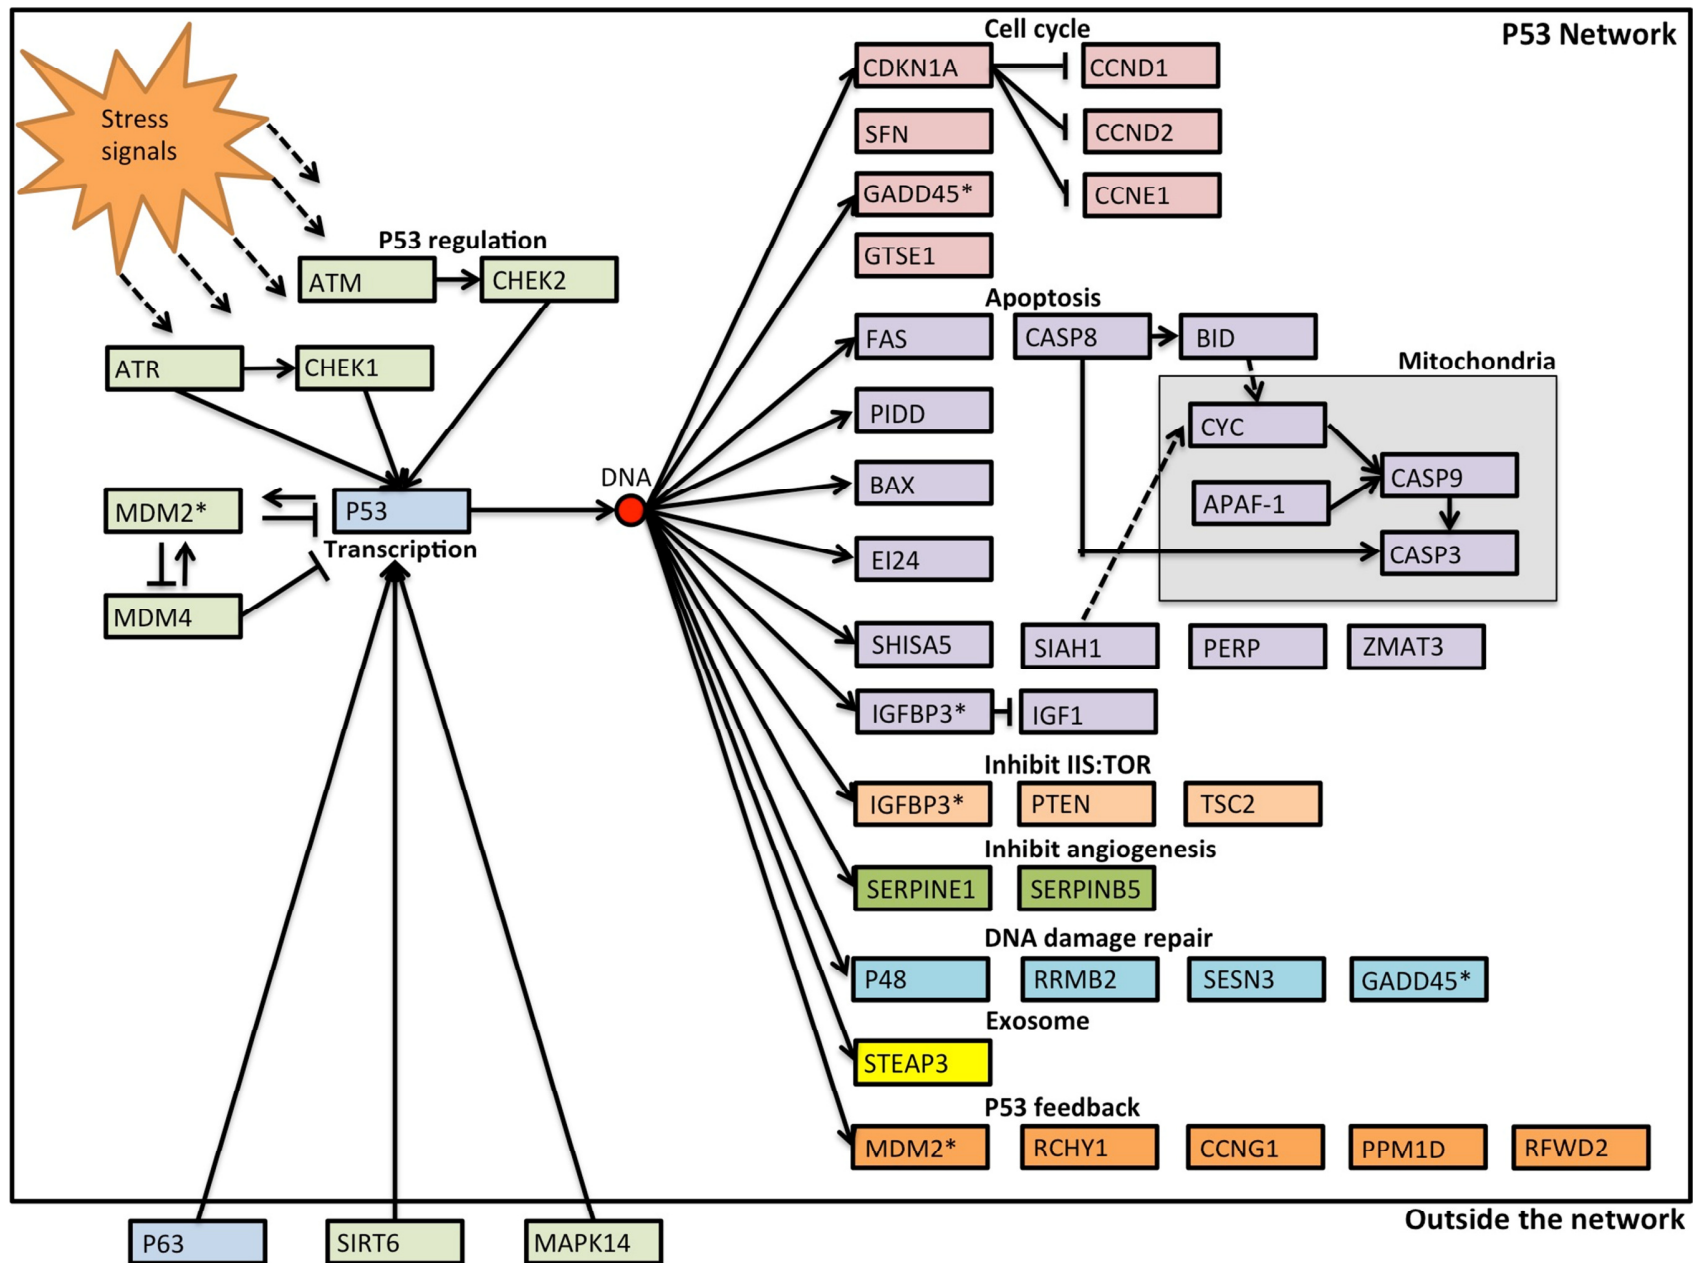 P53 Network
Stress
signals
P53 regulation
ATM
CHEK2
ATR
CHEK1
MDM2*
P53
Transcription
MDM4
DNA
Cell cycle
CDKN1A
CCND1
SFN
CCND2
GADD45*
CCNE1
GTSE1
Apoptosis
FAS
CASP8
BID
Mitochondria
PIDD
CYC
BAX
CASP9
APAF-1
EI24
CASP3
SHISA5
SIAH1
PERP
ZMAT3
IGFBP3*
IGF1
Inhibit IIS:TOR
IGFBP3*
PTEN
TSC2
Inhibit angiogenesis
SERPINE1
SERPINB5
DNA damage repair
P48
RRMB2
SESN3
GADD45*
Exosome
STEAP3
P53 feedback
MDM2*
RCHY1
CCNG1
PPM1D
RFWD2
Outside the network
P63
SIRT6
MAPK14